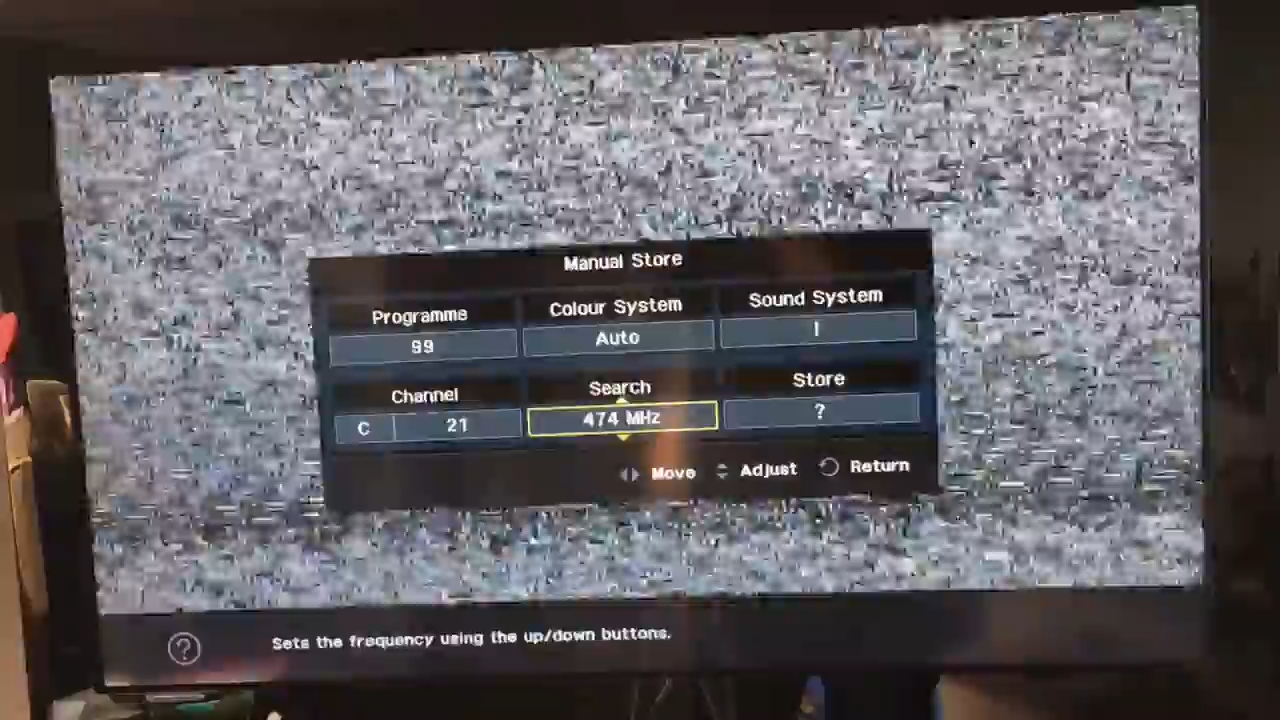 Manual Store
Programme
Colour System
Sound System
99
Auto
I
Channel
Search
Store
C
21
474 MHz
?
Move
Adjust
Return
? Sets the frequency using the up/down buttons.